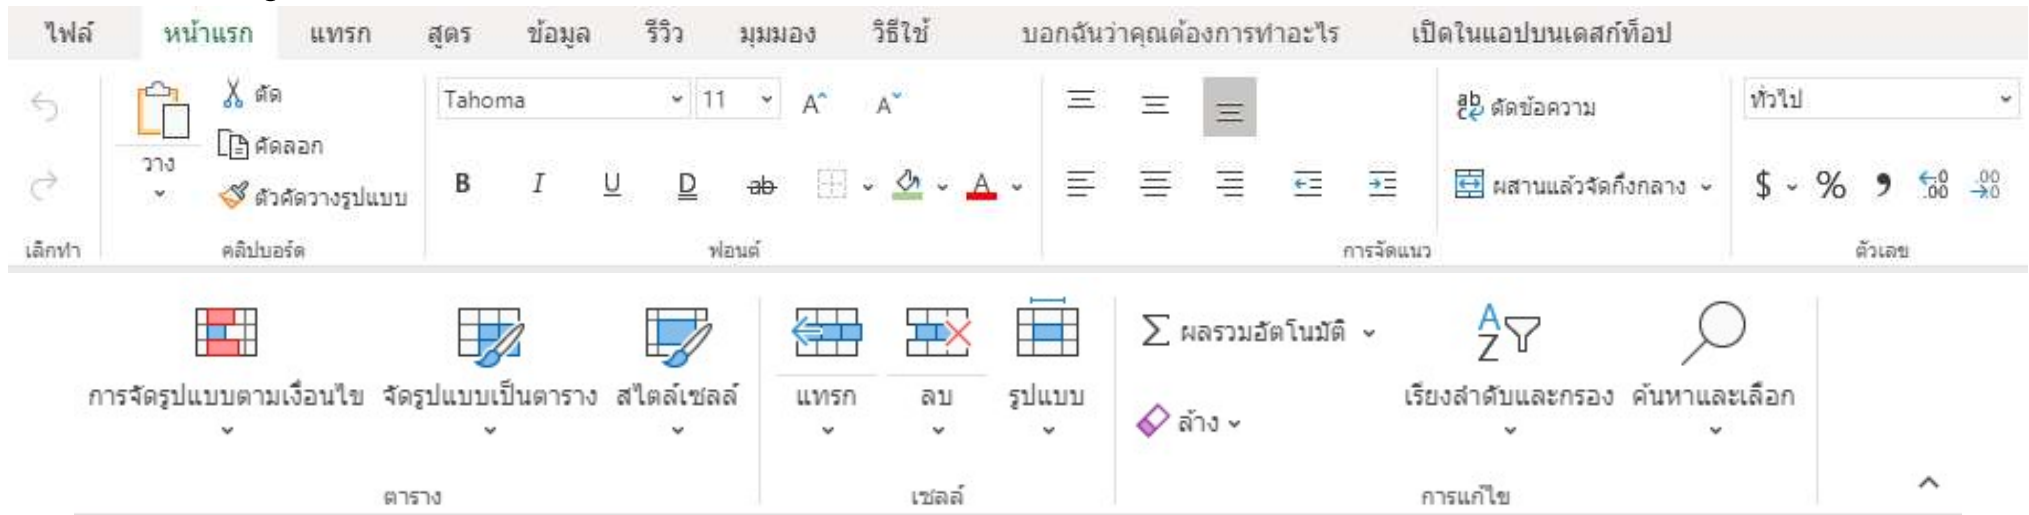 ไฟล์ หน้าแรก แทรก สูตร ข้อมูล รีวิว มุมมอง วิธีใช้ บอกฉันว่าคุณต้องการทำอะไร เปิดในแอปบนเดสก์ท็อป
ตัด Tahoma 11 A A ab c ตัดข้อความ ทั่วไป
คัดลอก
วาง ตัวคัดวางรูปแบบ B I U D ab A ผสานแล้วจัดกึ่งกลาง $ % , .00 .00
เลิกทำ คลิปบอร์ด ฟอนต์ การจัดแนว ตัวเลข
ผลรวมอัตโนมัติ A Z
การจัดรูปแบบตามเงื่อนไข จัดรูปแบบเป็นตาราง สไตล์เซลล์ แทรก ลบ รูปแบบ ล้าง เรียงลำดับและกรอง ค้นหาและเลือก
ตาราง เซลล์ การแก้ไข